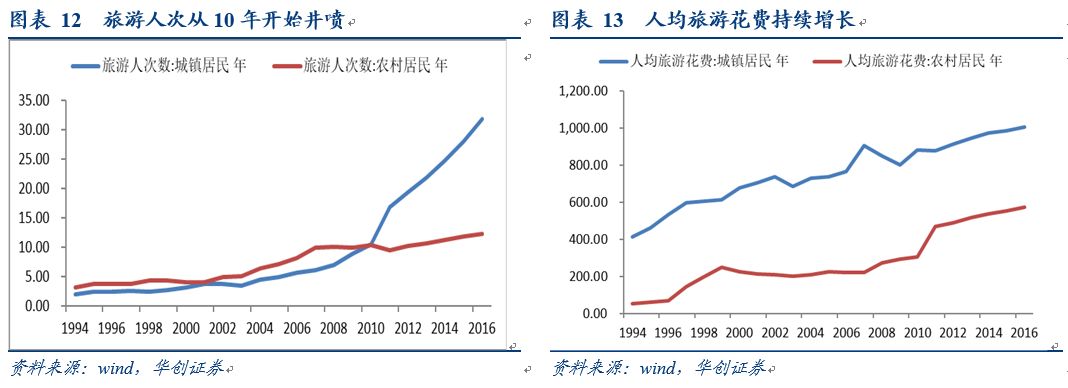 图表 12 旅游人次从 10 年开始井喷
旅游人次数:城镇居民 年 旅游人次数:农村居民 年
35.00
30.00
25.00
20.00
15.00
10.00
5.00
0.00
1994 1996 1998 2000 2002 2004 2006 2008 2010 2012 2014 2016
资料来源：wind，华创证券
图表 13 人均旅游花费持续增长
人均旅游花费:城镇居民 年 人均旅游花费:农村居民 年
1,200.00
1,000.00
800.00
600.00
400.00
200.00
0.00
1994 1996 1998 2000 2002 2004 2006 2008 2010 2012 2014 2016
资料来源：wind，华创证券